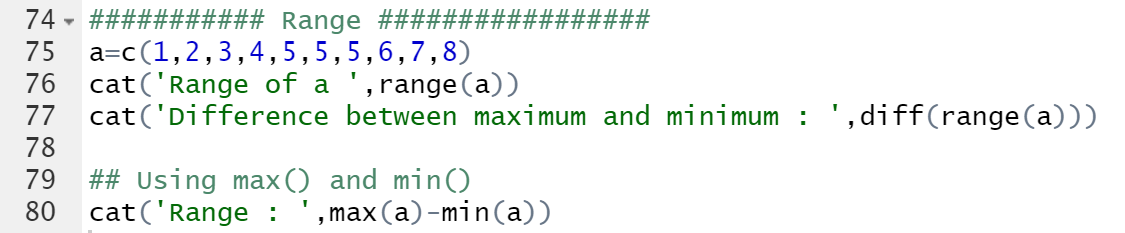 74 ########### Range #################
75 a=c(1,2,3,4,5,5,5,6,7,8)
76 cat('Range of a ',range(a))
77 cat('Difference between maximum and minimum : ',diff(range(a)))
78
79 ## Using max() and min()
80 cat('Range : ',max(a)-min(a))